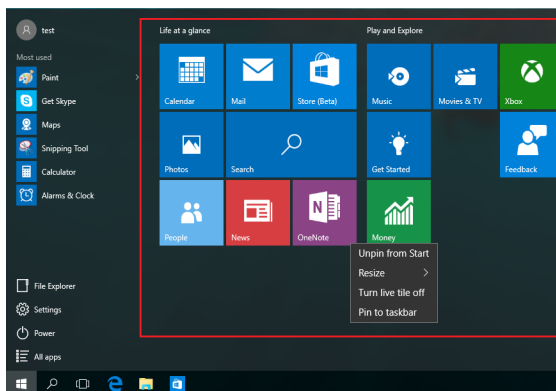 test
Most used
Paint
Get Skype
Maps
Snipping Tool
Calculator
Alarms & Clock
File Explorer
Settings
Power
All apps
Life at a glance
Play and Explore
Calendar
Mail
Store (Beta)
Music
Movies & TV
Xbox
Photos
Search
Get Started
Feedback
People
News
OneNote
Money
Unpin from Start
Resize
Turn live tile off
Pin to taskbar